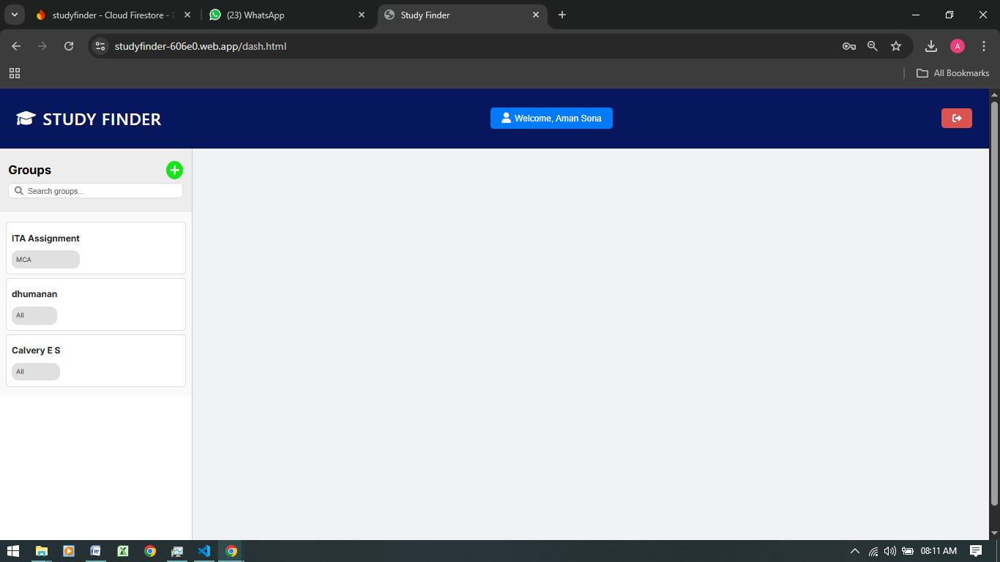 studyfinder - Cloud Firestore -
(23) WhatsApp
Study Finder
studyfinder-606e0.web.app/dash.html
A
All Bookmarks
STUDY FINDER
Welcome, Aman Sona
Groups
Search groups...
ITA Assignment
MCA
dhumanan
All
Calvery E S
All
08:11 AM